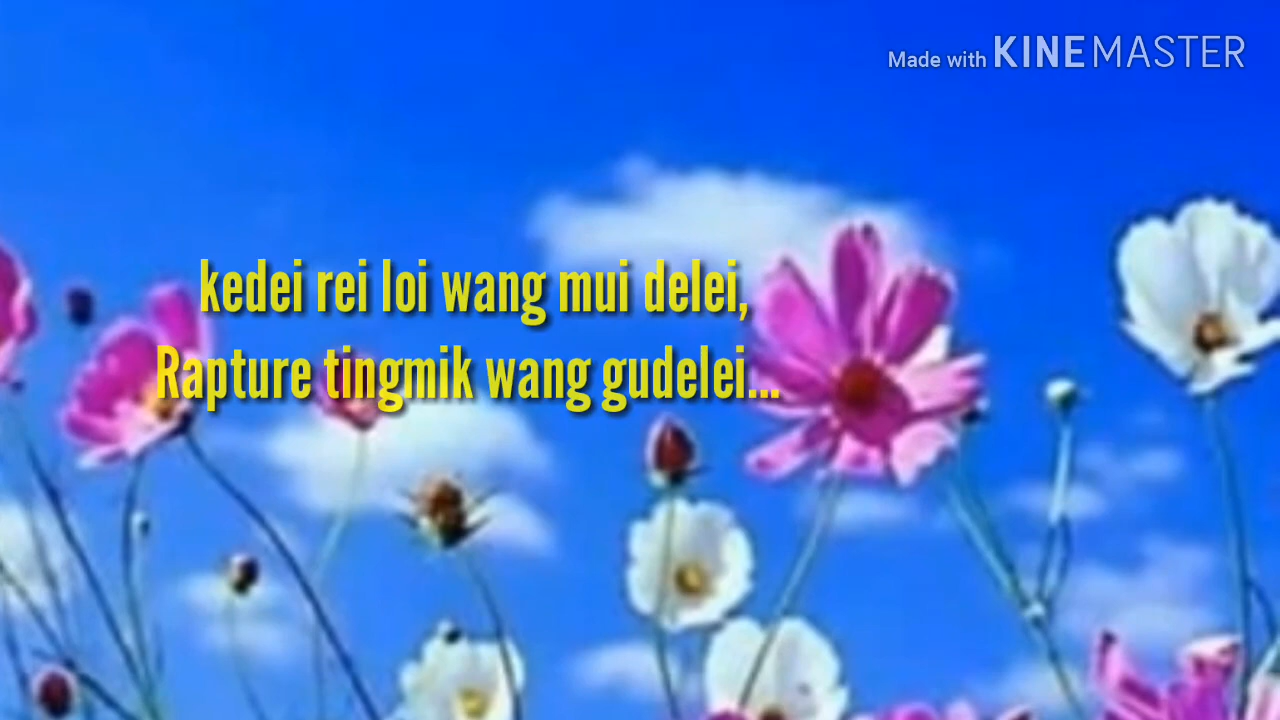 Made with KINEMASTER
kedei rei loi wang mui delei,
Rapture tingmik wang gudelei...